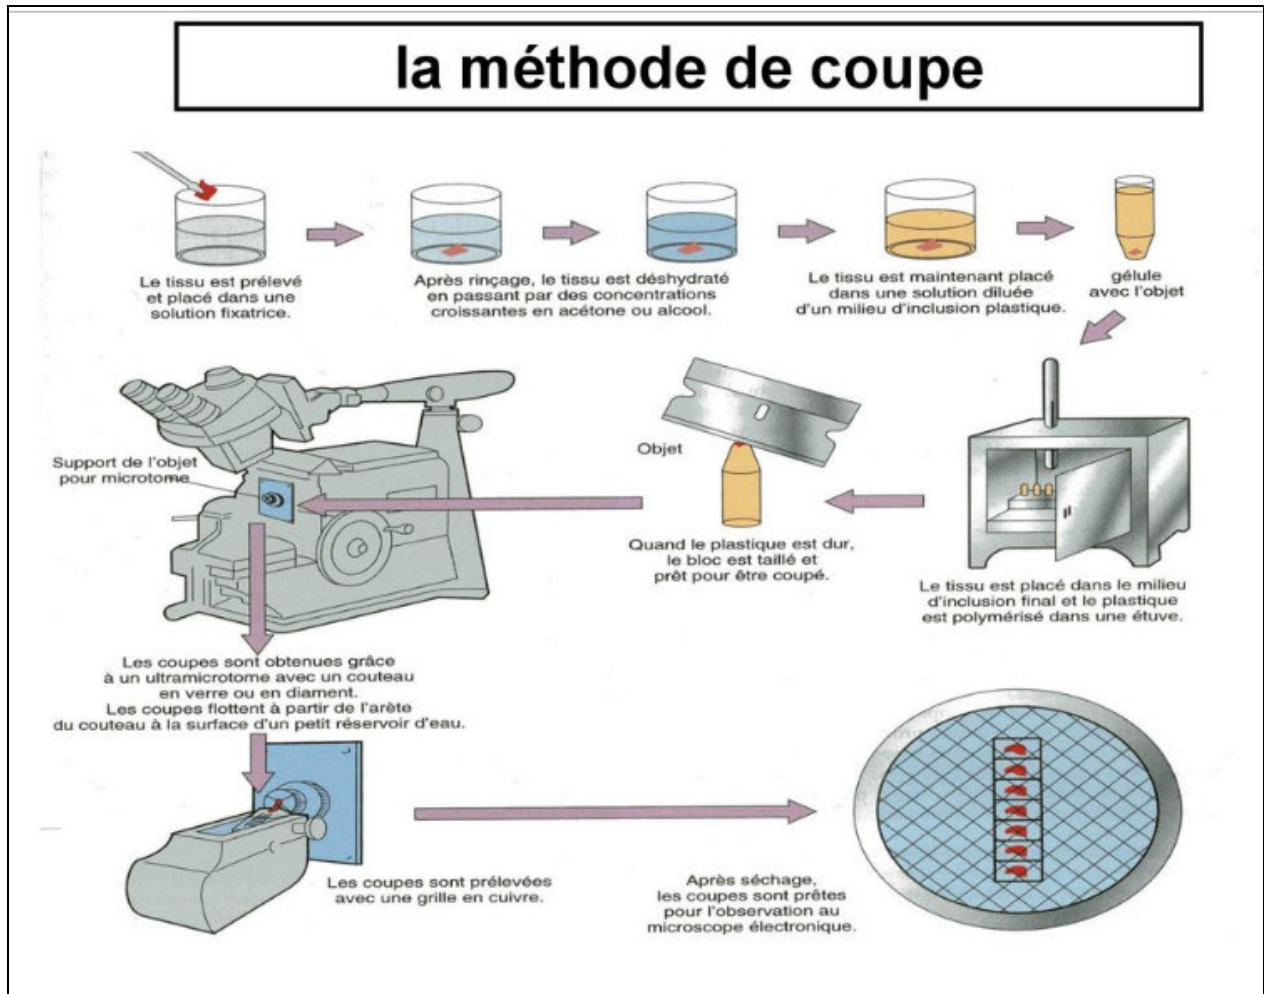 la méthode de coupe
Le tissu est prélevé
et placé dans une
solution fixatrice.
Après rinçage, le tissu est déshydraté
en passant par des concentrations
croissantes en acétone ou alcool.
Le tissu est maintenant placé
dans une solution diluée
d'un milieu d'inclusion plastique.
gélule
avec l'objet
Support de l'objet
pour microtome
Objet
Quand le plastique est dur,
le bloc est taillé et
prêt pour être coupé.
Le tissu est placé dans le milieu
d'inclusion final et le plastique
est polymérisé dans une étuve.
Les coupes sont obtenues grâce
à un ultramicrotome avec un couteau
en verre ou en diament.
Les coupes flottent à partir de l'arète
du couteau à la surface d'un petit réservoir d'eau.
Les coupes sont prélevées
avec une grille en cuivre.
Après séchage,
les coupes sont prêtes
pour l'observation au
microscope électronique.